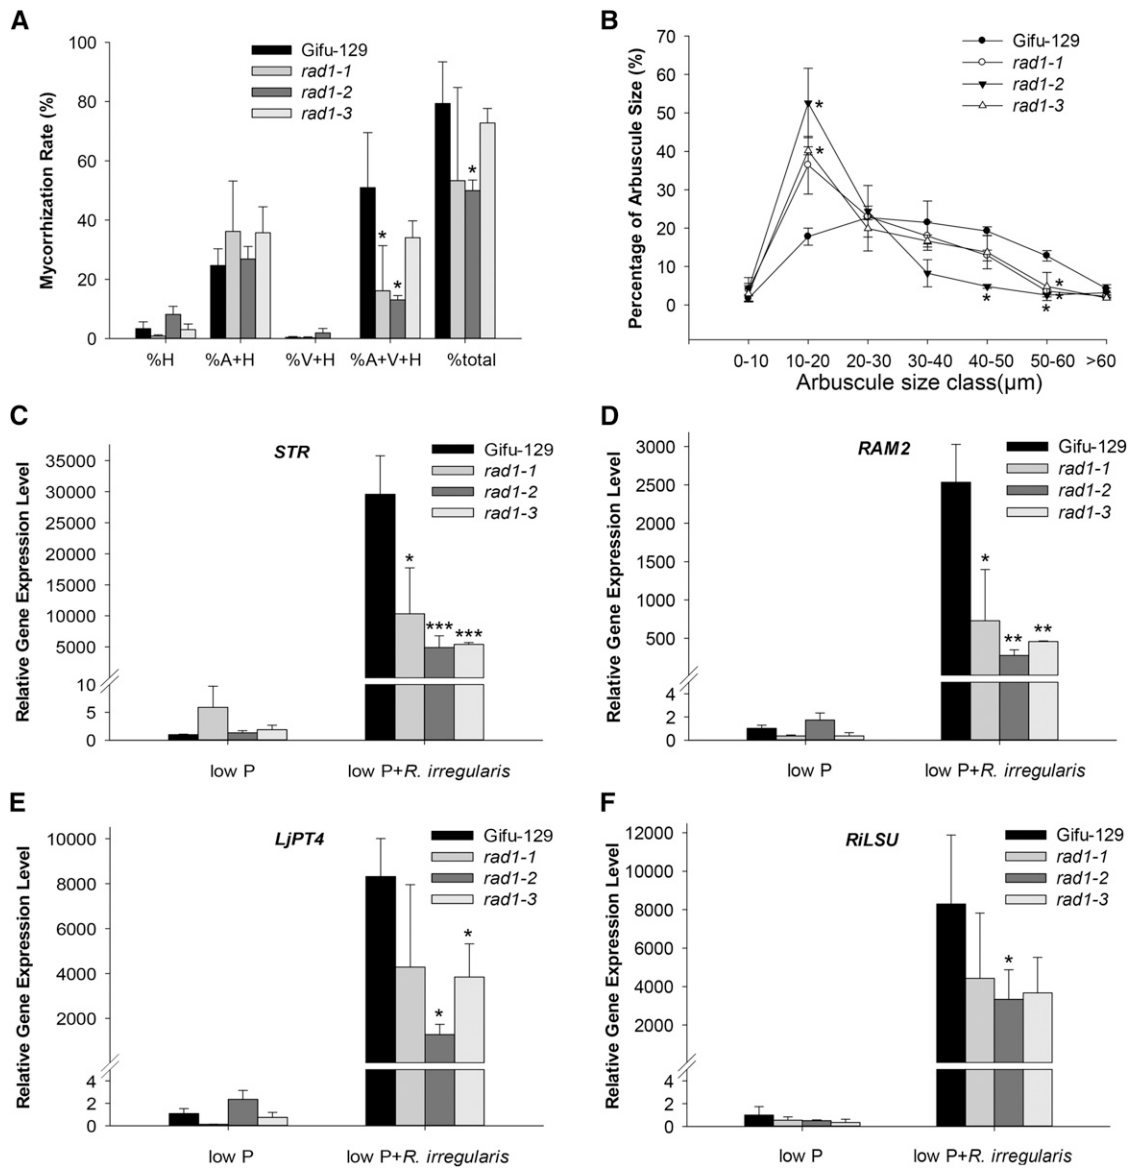 A
Mycorrhization Rate (%)
100
80
60
40
20
0
Gifu-129
rad1-1
rad1-2
rad1-3
*
*
*
%H
%A+H
%V+H
%A+V+H
%total
B
Percentage of Arbuscule Size (%)
70
60
50
40
30
20
10
0
Gifu-129
rad1-1
rad1-2
rad1-3
*
*
*
*
*
*
0-10
10-20
20-30
30-40
40-50
50-60
>60
Arbuscule size class(µm)
C
STR
Relative Gene Expression Level
35000
30000
25000
20000
15000
10000
5000
10
5
0
Gifu-129
rad1-1
rad1-2
rad1-3
*
***
***
low P
low P+R. irregularis
D
RAM2
Relative Gene Expression Level
3000
2500
2000
1500
1000
500
4
2
0
Gifu-129
rad1-1
rad1-2
rad1-3
*
**
**
low P
low P+R. irregularis
E
LjPT4
Relative Gene Expression Level
10000
8000
6000
4000
2000
4
2
0
Gifu-129
rad1-1
rad1-2
rad1-3
*
*
low P
low P+R. irregularis
F
RiLSU
Relative Gene Expression Level
12000
10000
8000
6000
4000
2000
4
2
0
Gifu-129
rad1-1
rad1-2
rad1-3
*
low P
low P+R. irregularis